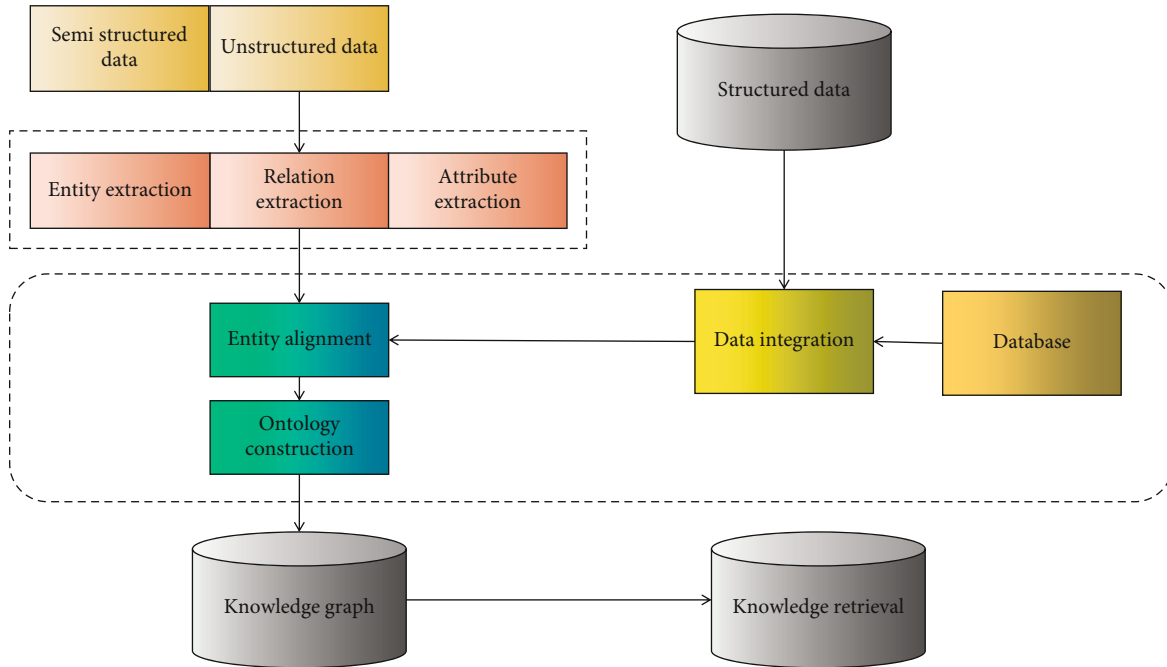 Semi structured
data
Unstructured data
Structured data
Entity extraction
Relation
extraction
Attribute
extraction
Entity alignment
Data integration
Database
Ontology
construction
Knowledge graph
Knowledge retrieval